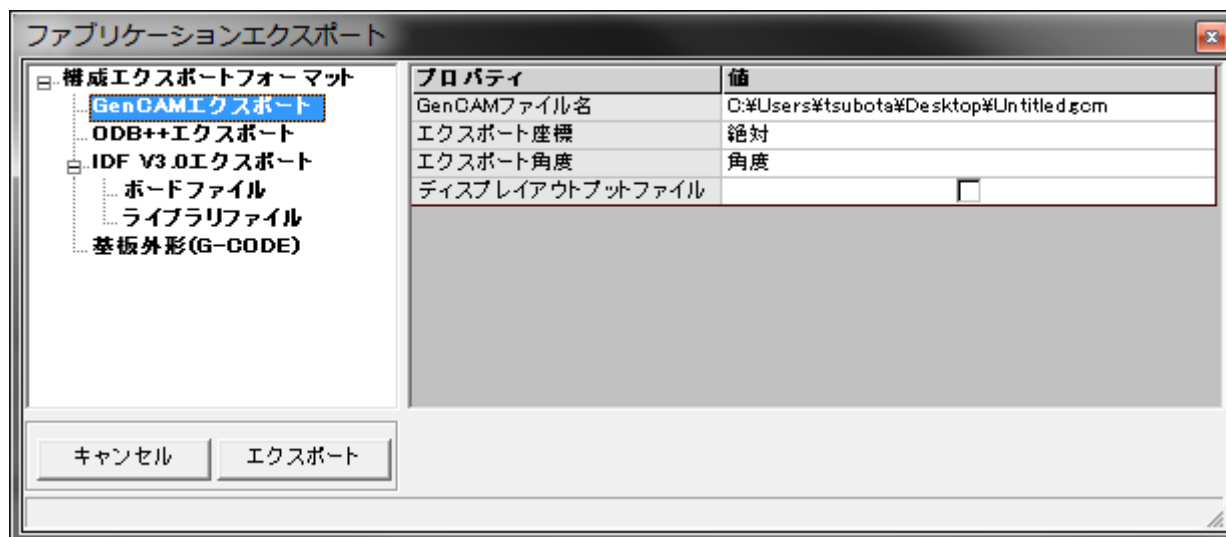 ファブリケーションエクスポート
構成エクスポートフォーマット
GenCAMエクスポート
ODB++エクスポート
IDF V3.0エクスポート
ボードファイル
ライブラリファイル
基板外形(G-CODE)
プロパティ 値
GenCAMファイル名 C:¥Users¥tsubota¥Desktop¥Untitled.gcm
エクスポート座標 絶対
エクスポート角度 角度
ディスプレイアウトプットファイル
キャンセル エクスポート